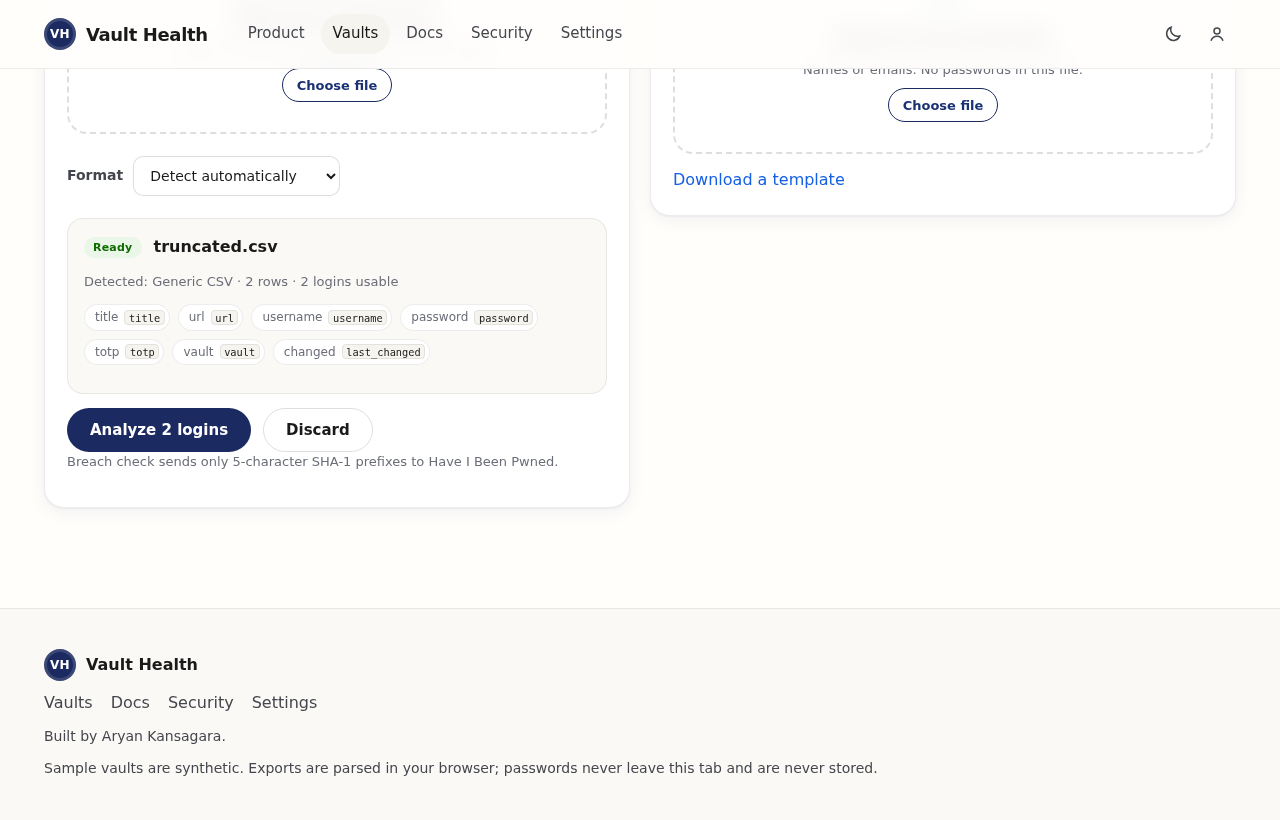 VH Vault Health Product Vaults Docs Security Settings
Choose file
Format Detect automatically
Ready truncated.csv
Detected: Generic CSV · 2 rows · 2 logins usable
title title url url username username password password
totp totp vault vault changed last_changed
Analyze 2 logins Discard
Breach check sends only 5-character SHA-1 prefixes to Have I Been Pwned.
Names or emails. No passwords in this file.
Choose file
Download a template
VH Vault Health
Vaults Docs Security Settings
Built by Aryan Kansagara.
Sample vaults are synthetic. Exports are parsed in your browser; passwords never leave this tab and are never stored.